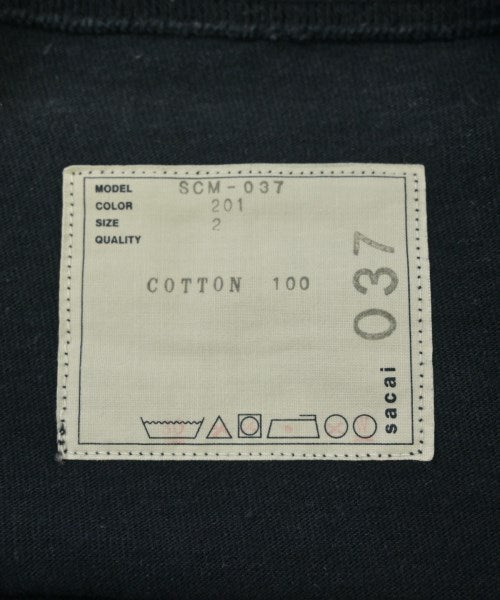 MODEL SCM-037
COLOR 201
SIZE 2
QUALITY
COTTON 100
037
sacai